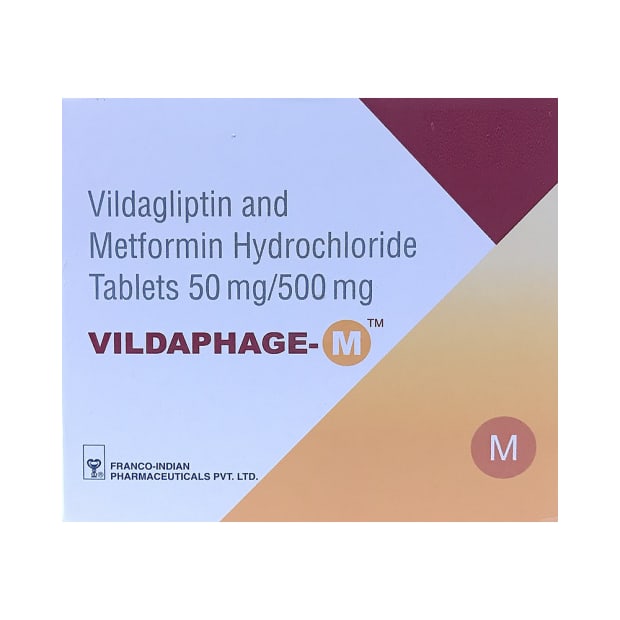 Vildagliptin and
Metformin Hydrochloride
Tablets 50 mg/500 mg
VILDAPHAGE-M™
M
FRANCO-INDIAN
PHARMACEUTICALS PVT. LTD.